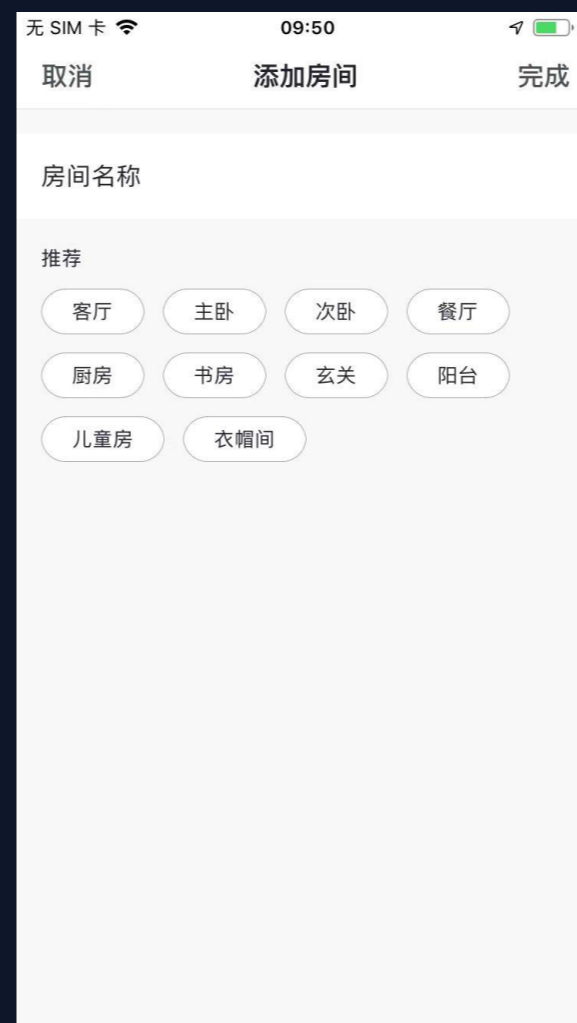 无 SIM 卡 09:50
取消 添加房间 完成
房间名称
推荐
客厅 主卧 次卧 餐厅
厨房 书房 玄关 阳台
儿童房 衣帽间